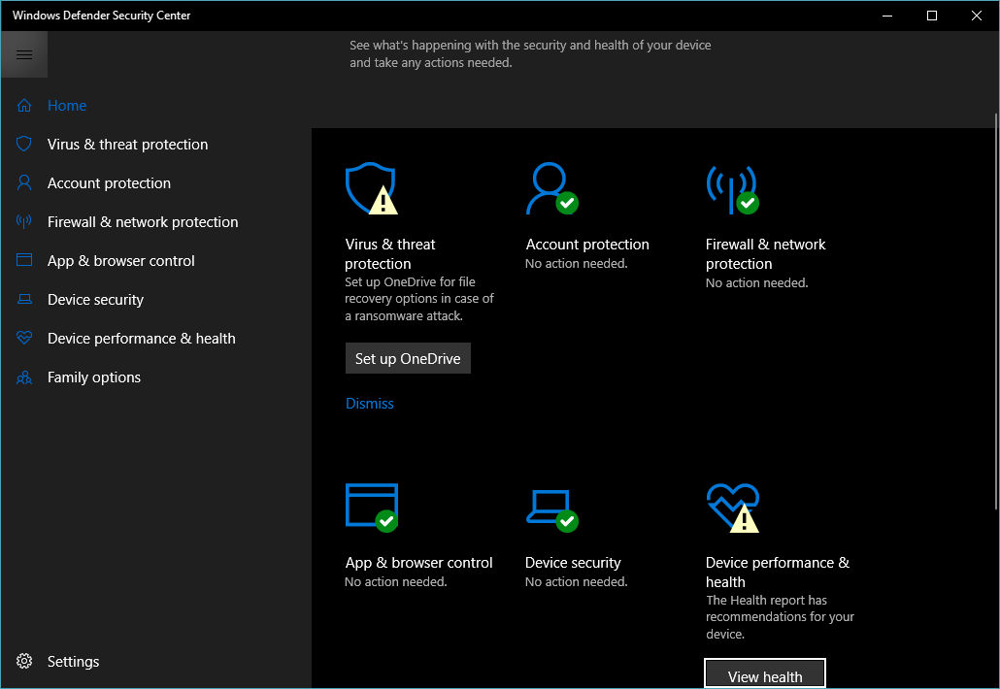 Windows Defender Security Center
See what's happening with the security and health of your device
and take any actions needed.
Home
Virus & threat protection
Account protection
Firewall & network protection
App & browser control
Device security
Device performance & health
Family options
Settings
Virus & threat
protection
Set up OneDrive for file
recovery options in case of
a ransomware attack.
Set up OneDrive
Dismiss
Account protection
No action needed.
Firewall & network
protection
No action needed.
App & browser control
No action needed.
Device security
No action needed.
Device performance &
health
The Health report has
recommendations for your
device.
View health